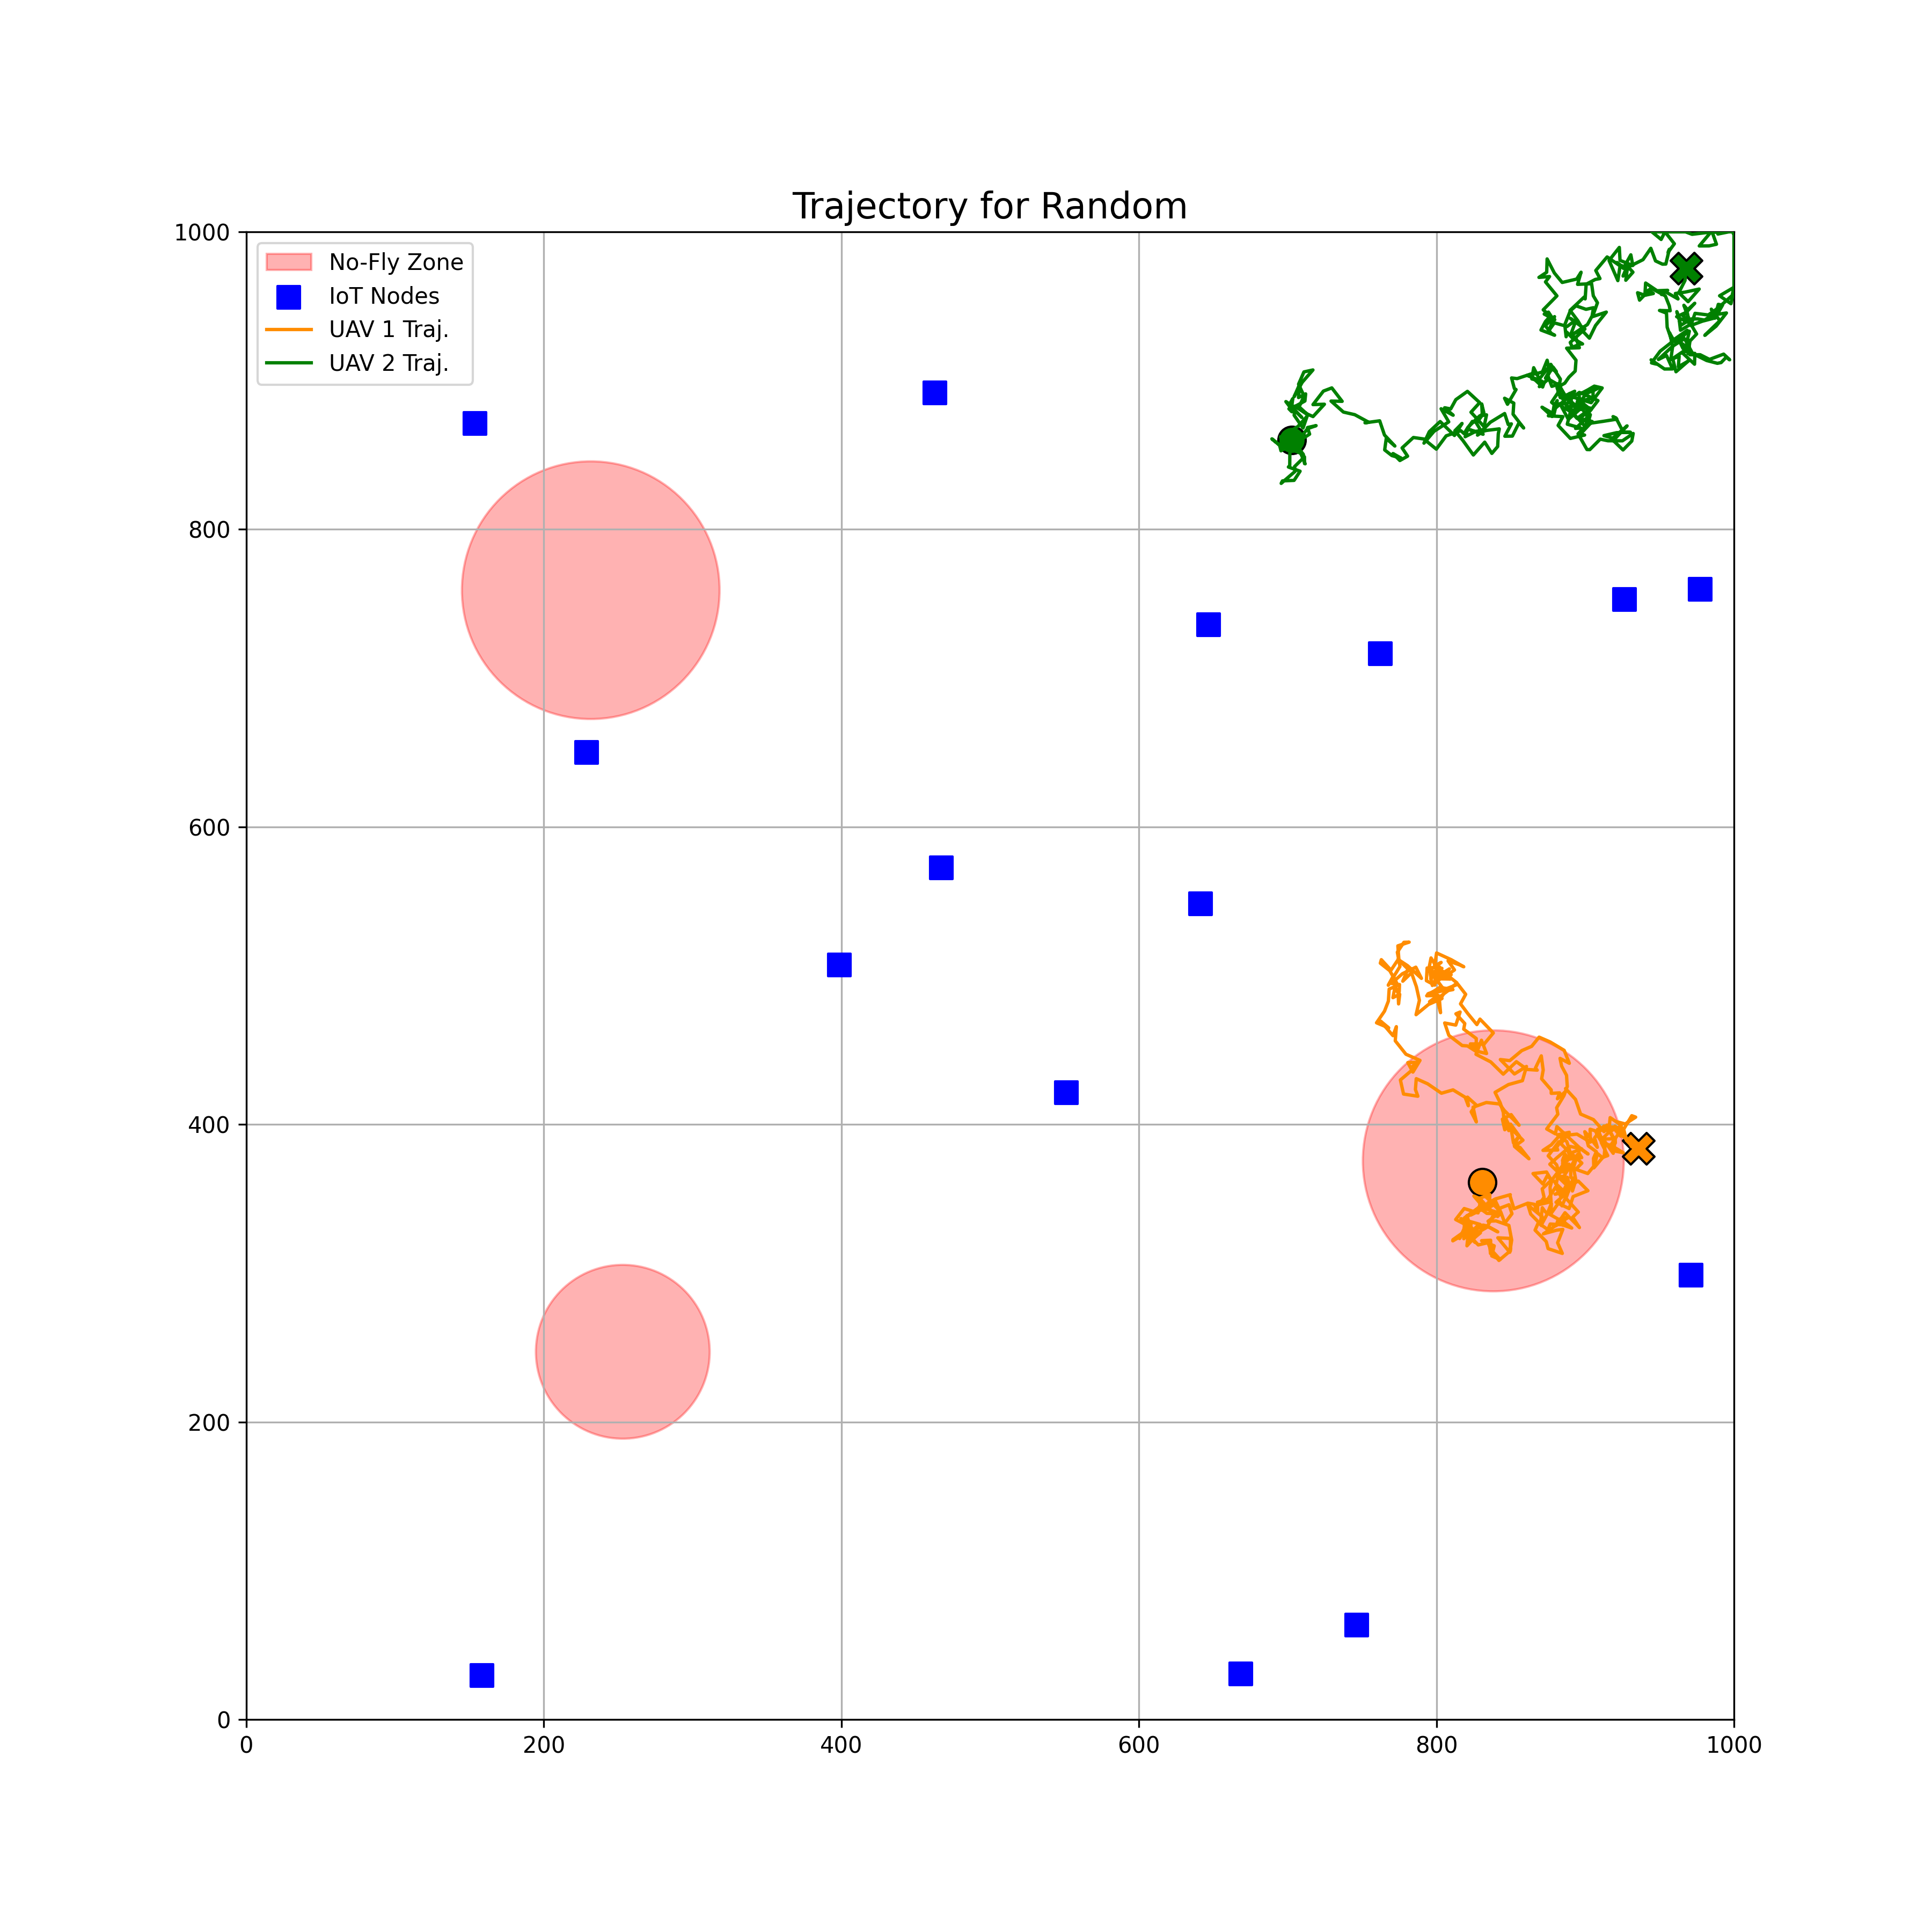 Trajectory for Random
1000
800
600
400
200
0
No-Fly Zone
IoT Nodes
UAV 1 Traj.
UAV 2 Traj.
0 200 400 600 800 1000